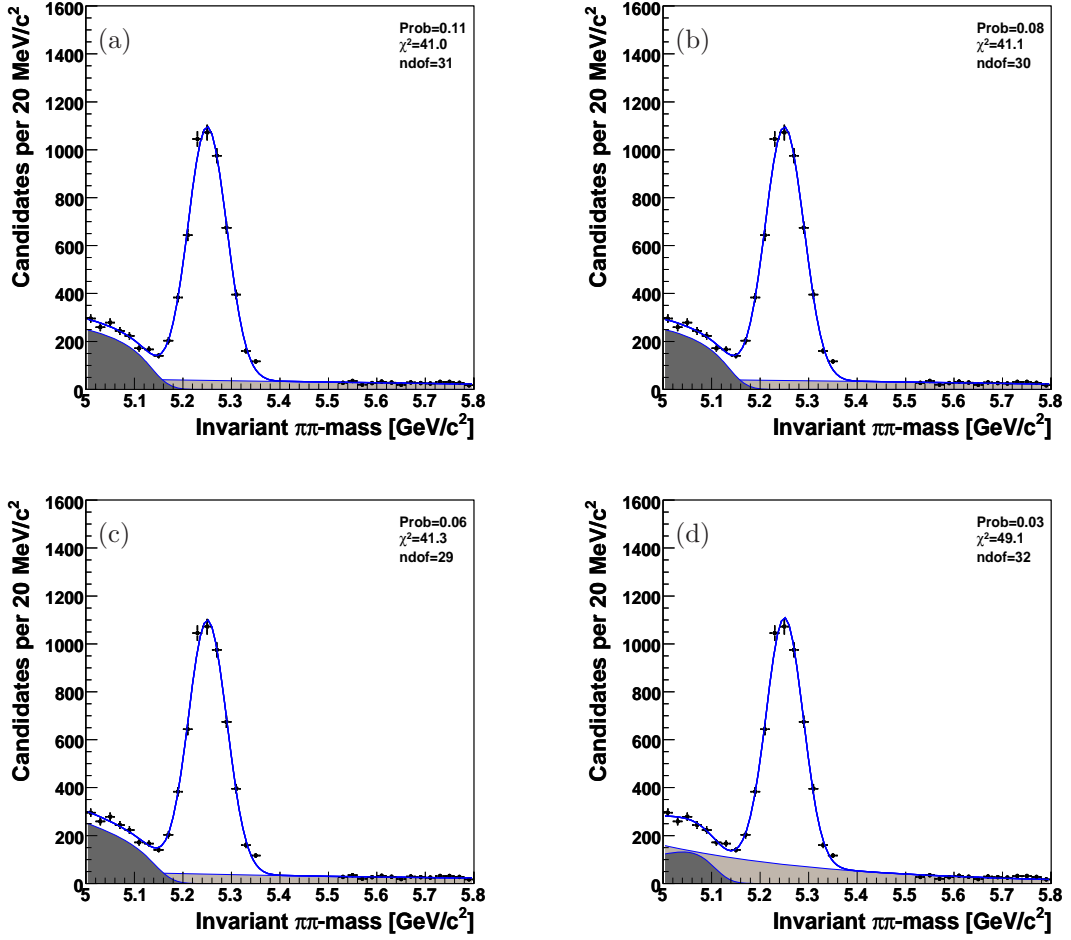 (a)
Prob=0.11
χ²=41.0
ndof=31
Candidates per 20 MeV/c²
1600
1400
1200
1000
800
600
400
200
0
5 5.1 5.2 5.3 5.4 5.5 5.6 5.7 5.8
Invariant ππ-mass [GeV/c²]
(b)
Prob=0.08
χ²=41.1
ndof=30
Candidates per 20 MeV/c²
1600
1400
1200
1000
800
600
400
200
0
5 5.1 5.2 5.3 5.4 5.5 5.6 5.7 5.8
Invariant ππ-mass [GeV/c²]
(c)
Prob=0.06
χ²=41.3
ndof=29
Candidates per 20 MeV/c²
1600
1400
1200
1000
800
600
400
200
0
5 5.1 5.2 5.3 5.4 5.5 5.6 5.7 5.8
Invariant ππ-mass [GeV/c²]
(d)
Prob=0.03
χ²=49.1
ndof=32
Candidates per 20 MeV/c²
1600
1400
1200
1000
800
600
400
200
0
5 5.1 5.2 5.3 5.4 5.5 5.6 5.7 5.8
Invariant ππ-mass [GeV/c²]